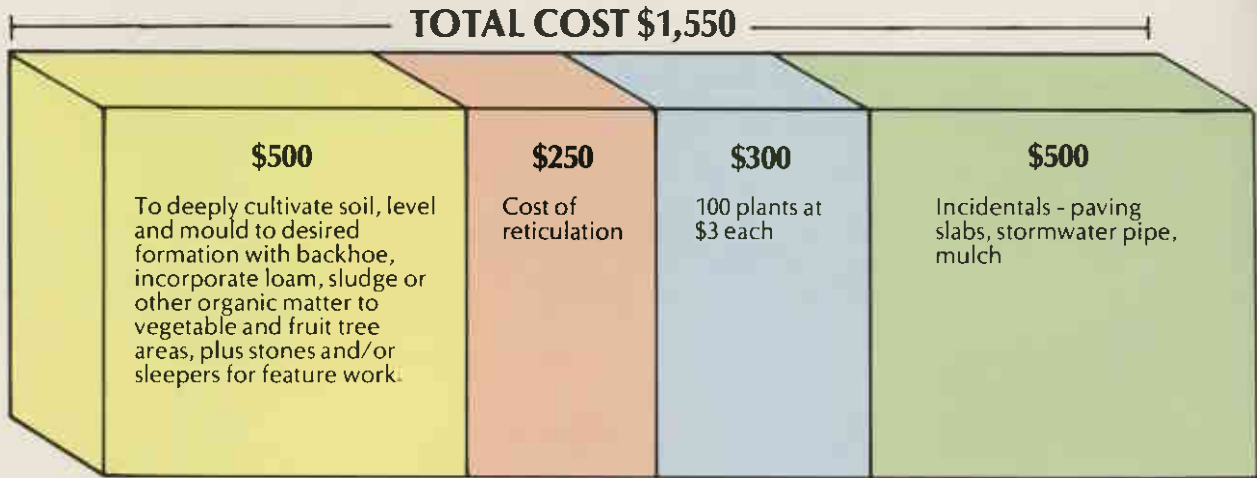 TOTAL COST $1,550
$500
To deeply cultivate soil, level
and mould to desired
formation with backhoe,
incorporate loam, sludge or
other organic matter to
vegetable and fruit tree
areas, plus stones and/or
sleepers for feature work.
$250
Cost of
reticulation
$300
100 plants at
$3 each
$500
Incidentals - paving
slabs, stormwater pipe,
mulch